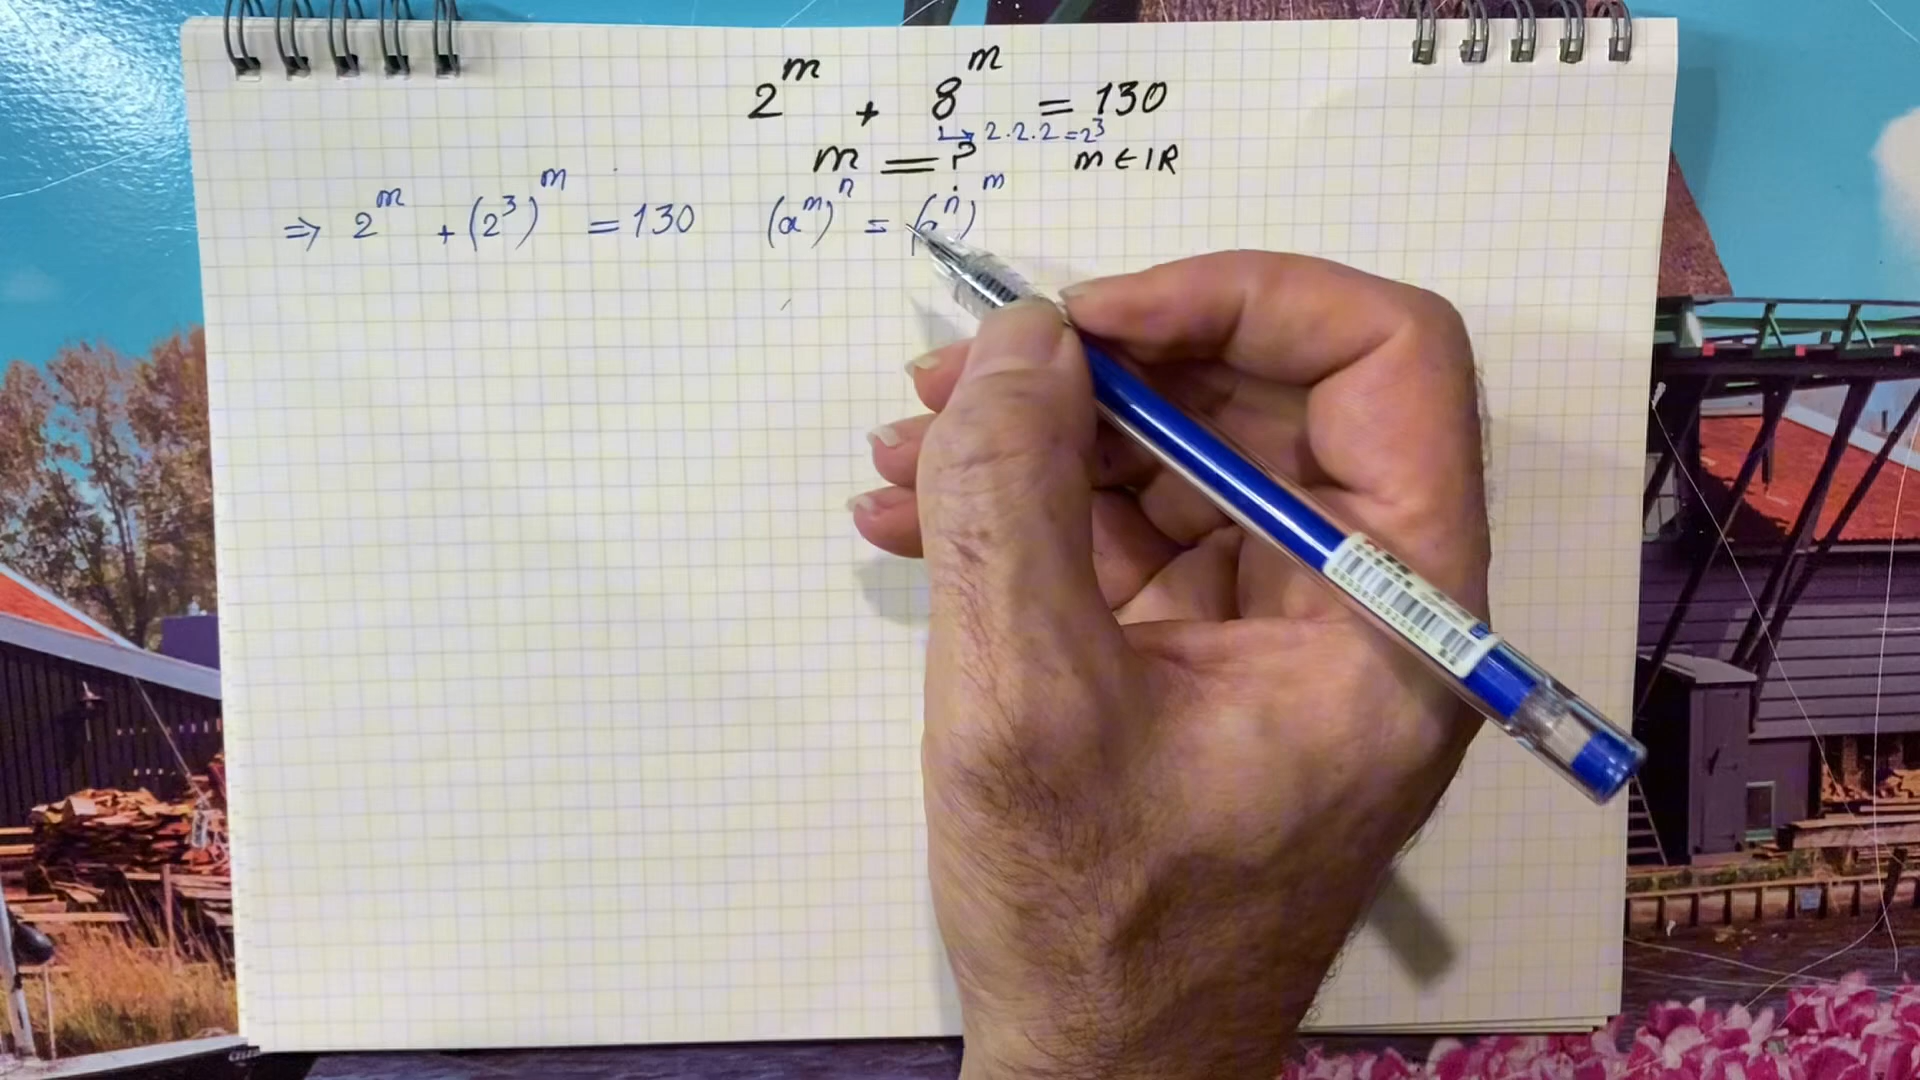 2^m + 8^m = 130
↳ 2.2.2=2^3
m = ? m ∈ IR
⇒ 2^m + (2^3)^m = 130 (a^m)^n = (a^n)^m